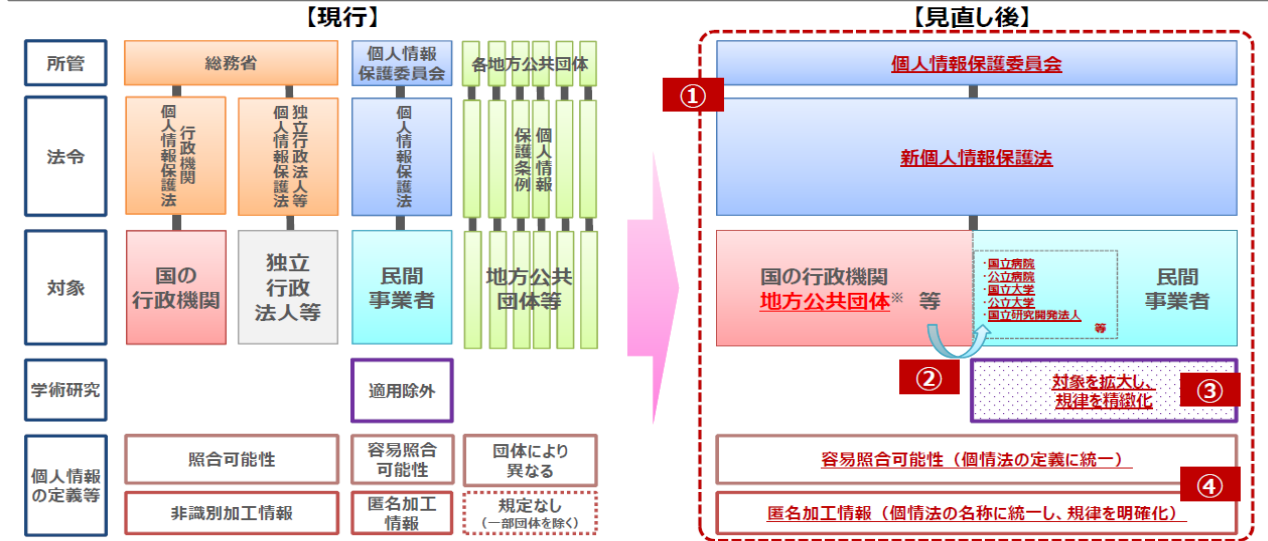 【現行】
所管
総務省
個人情報
保護委員会
各地方公共団体
法令
行政機関
個人情報保護法
独立行政法人等
個人情報保護法
個人情報保護法
個人情報
保護条例
対象
国の
行政機関
独立
行政
法人等
民間
事業者
地方公共
団体等
学術研究
適用除外
個人情報
の定義等
照合可能性
容易照合
可能性
団体により
異なる
非識別加工情報
匿名加工
情報
規定なし
(一部団体を除く)
【見直し後】
①
個人情報保護委員会
新個人情報保護法
国の行政機関
地方公共団体※ 等
・国立病院
・公立病院
・国立大学
・公立大学
・国立研究開発法人
等
民間
事業者
②
対象を拡大し、
規律を精緻化
③
容易照合可能性（個情法の定義に統一）
④
匿名加工情報（個情法の名称に統一し、規律を明確化）